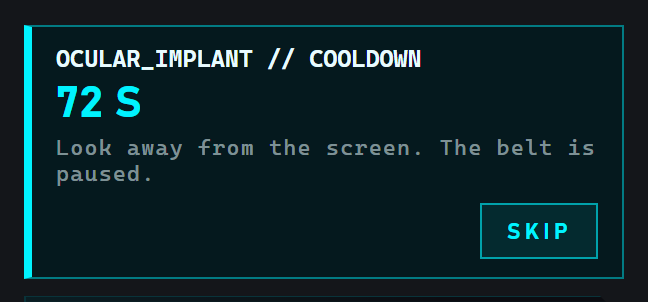 OCULAR_IMPLANT // COOLDOWN
72 S
Look away from the screen. The belt is
paused.
SKIP